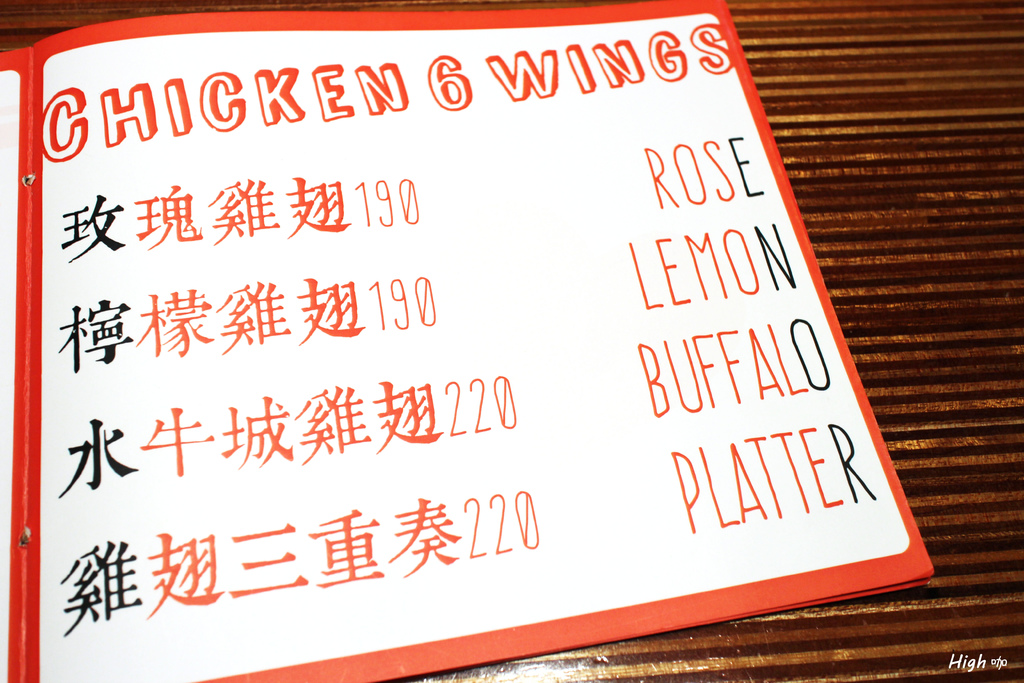 CHICKEN 6 WINGS
玫瑰雞翅190 ROSE
檸檬雞翅190 LEMON
水牛城雞翅220 BUFFALO
雞翅三重奏220 PLATTER
High 咖